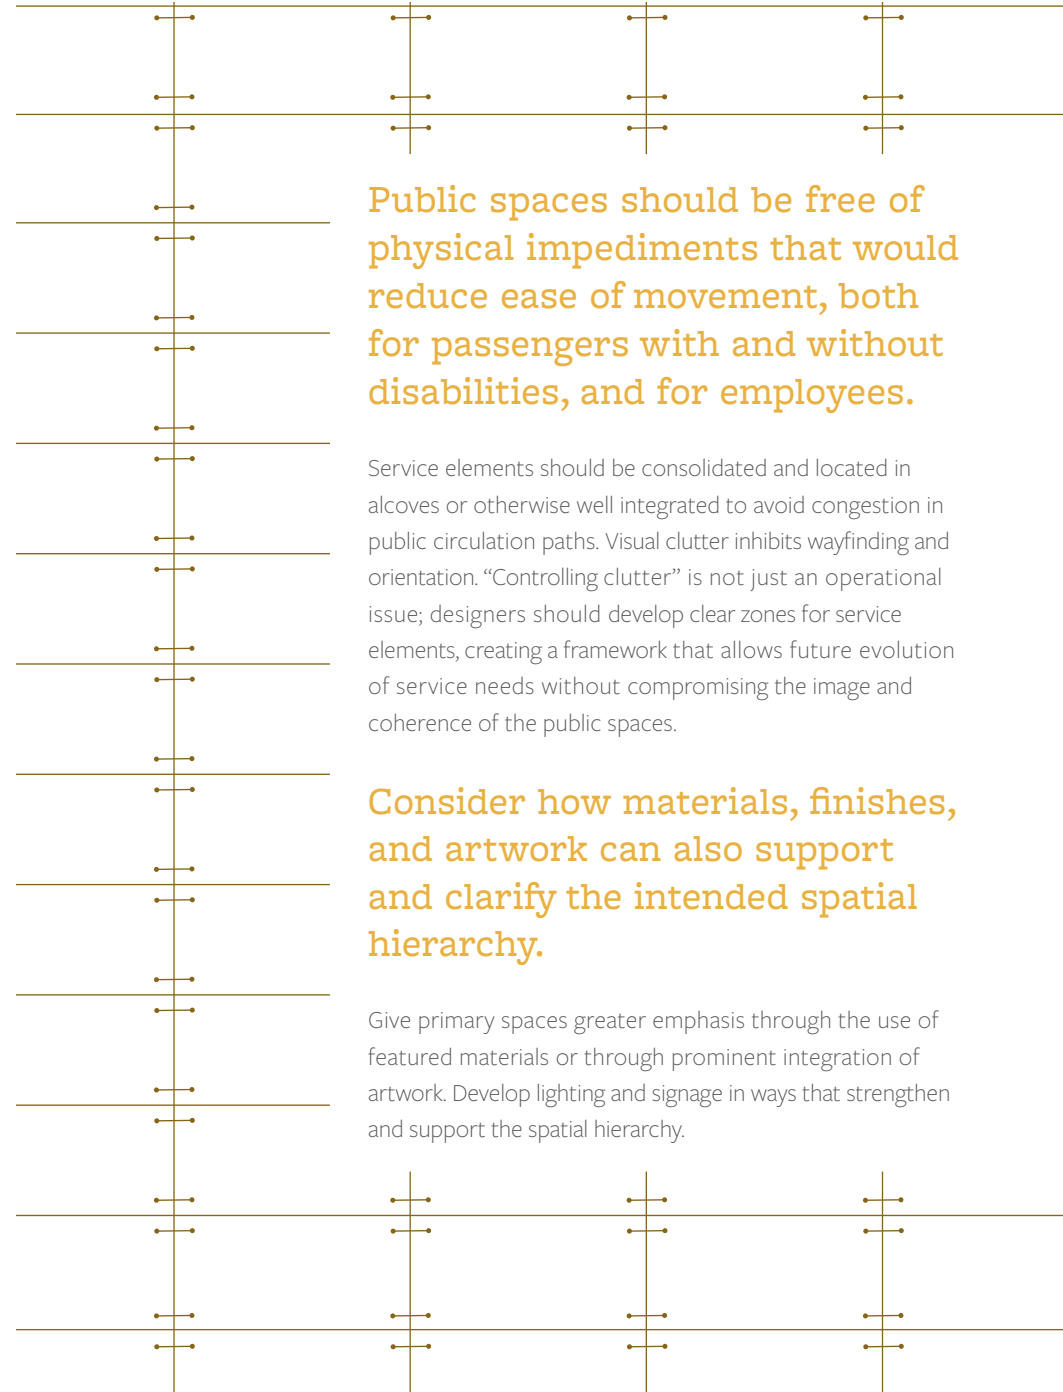 Public spaces should be free of
physical impediments that would
reduce ease of movement, both
for passengers with and without
disabilities, and for employees.
Service elements should be consolidated and located in
alcoves or otherwise well integrated to avoid congestion in
public circulation paths. Visual clutter inhibits wayfinding and
orientation. “Controlling clutter” is not just an operational
issue; designers should develop clear zones for service
elements, creating a framework that allows future evolution
of service needs without compromising the image and
coherence of the public spaces.
Consider how materials, finishes,
and artwork can also support
and clarify the intended spatial
hierarchy.
Give primary spaces greater emphasis through the use of
featured materials or through prominent integration of
artwork. Develop lighting and signage in ways that strengthen
and support the spatial hierarchy.